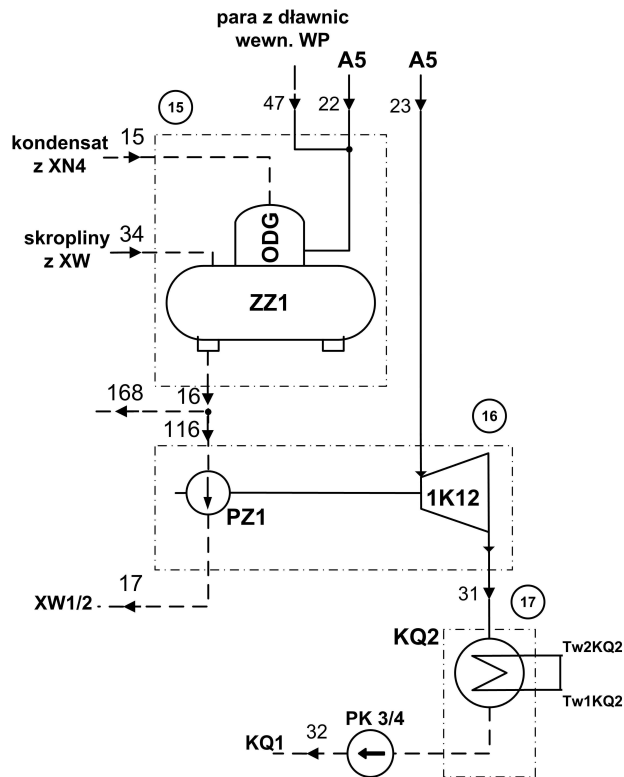 para z dławnic
wewn. WP
A5
A5
47
22
23
15
15
kondensat
z XN4
34
skropliny
z XW
ODG
ZZ1
168
16
116
16
1K12
PZ1
17
XW1/2
31
17
KQ2
Tw2KQ2
Tw1KQ2
PK 3/4
32
KQ1